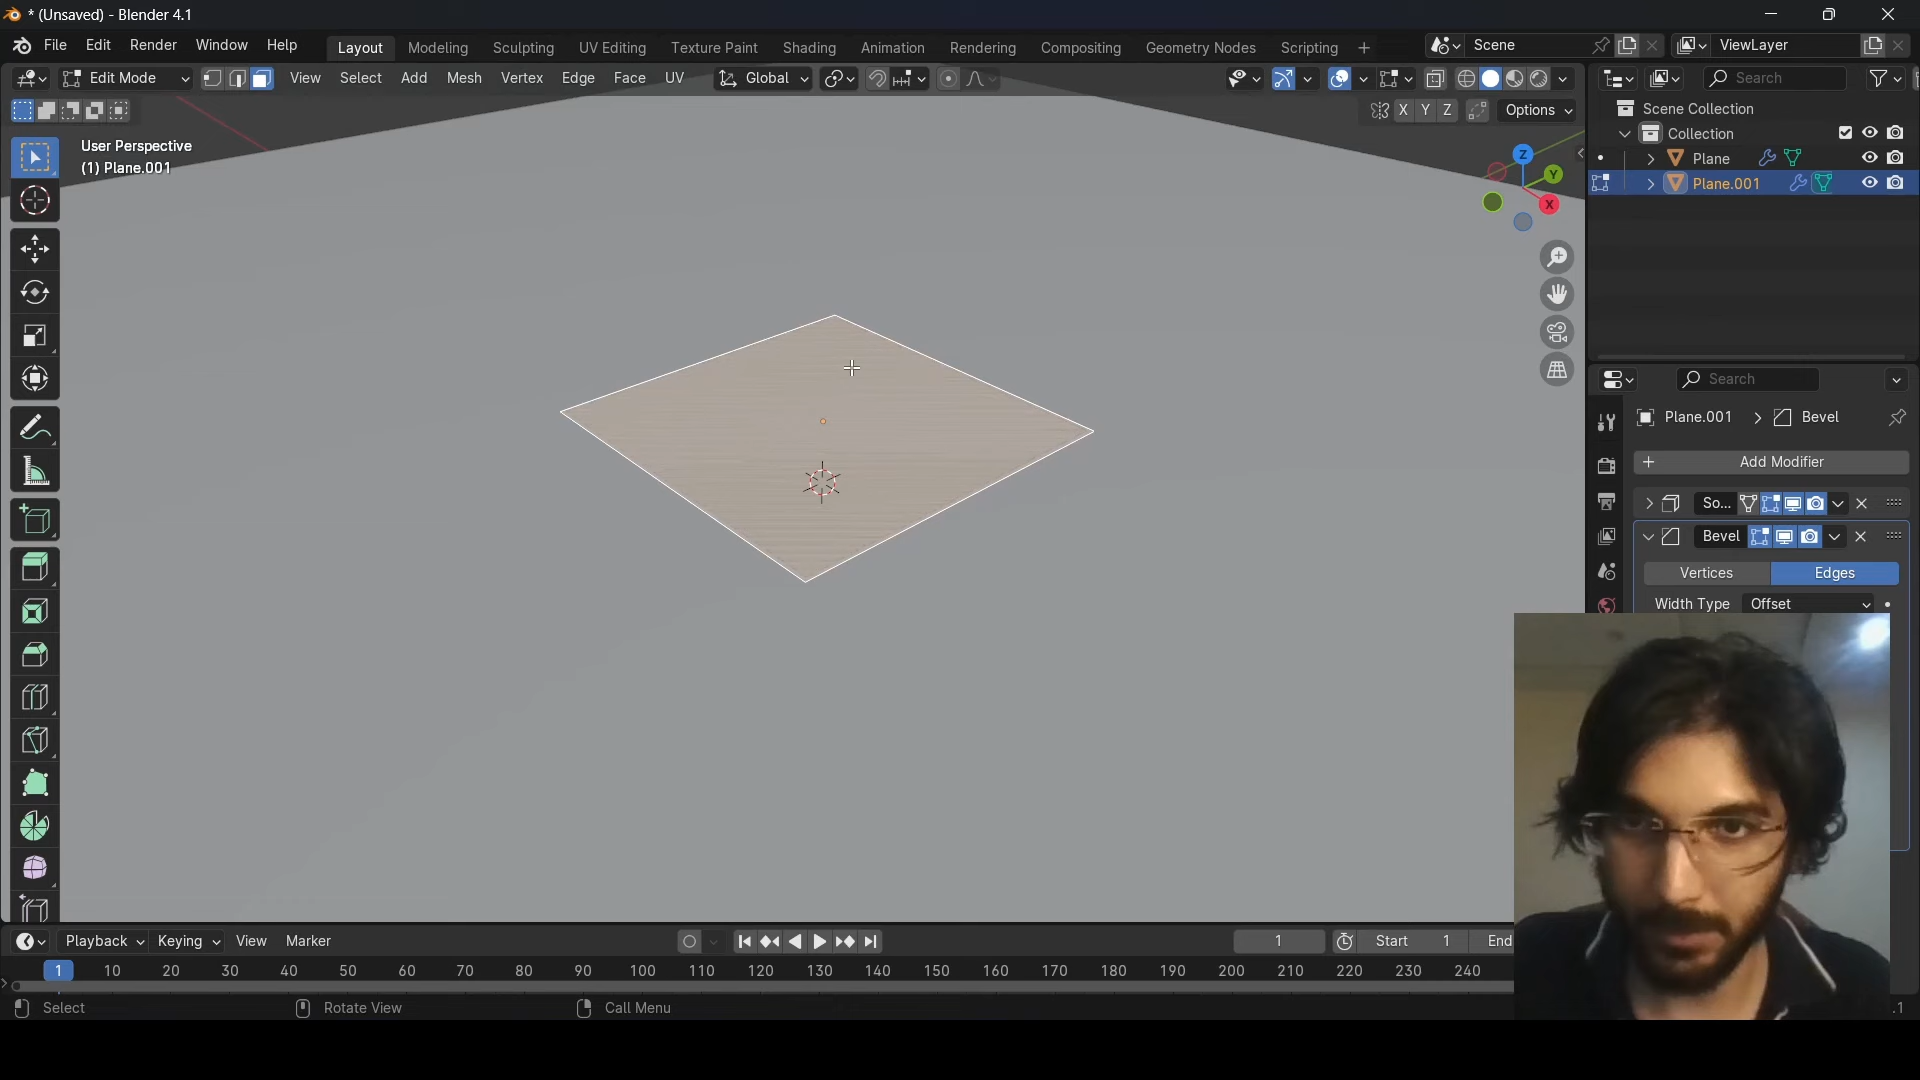 * (Unsaved) - Blender 4.1
File Edit Render Window Help Layout Modeling Sculpting UV Editing Texture Paint Shading Animation Rendering Compositing Geometry Nodes Scripting + Scene ViewLayer
Edit Mode View Select Add Mesh Vertex Edge Face UV Global Search
X Y Z Options
Scene Collection
Collection
Plane
Plane.001
User Perspective
(1) Plane.001
Z
Y
X
Search
Plane.001 > Bevel
+ Add Modifier
So...
Bevel
Vertices Edges
Width Type Offset
Playback Keying View Marker 1 Start 1 End
1 10 20 30 40 50 60 70 80 90 100 110 120 130 140 150 160 170 180 190 200 210 220 230 240
Select Rotate View Call Menu .1